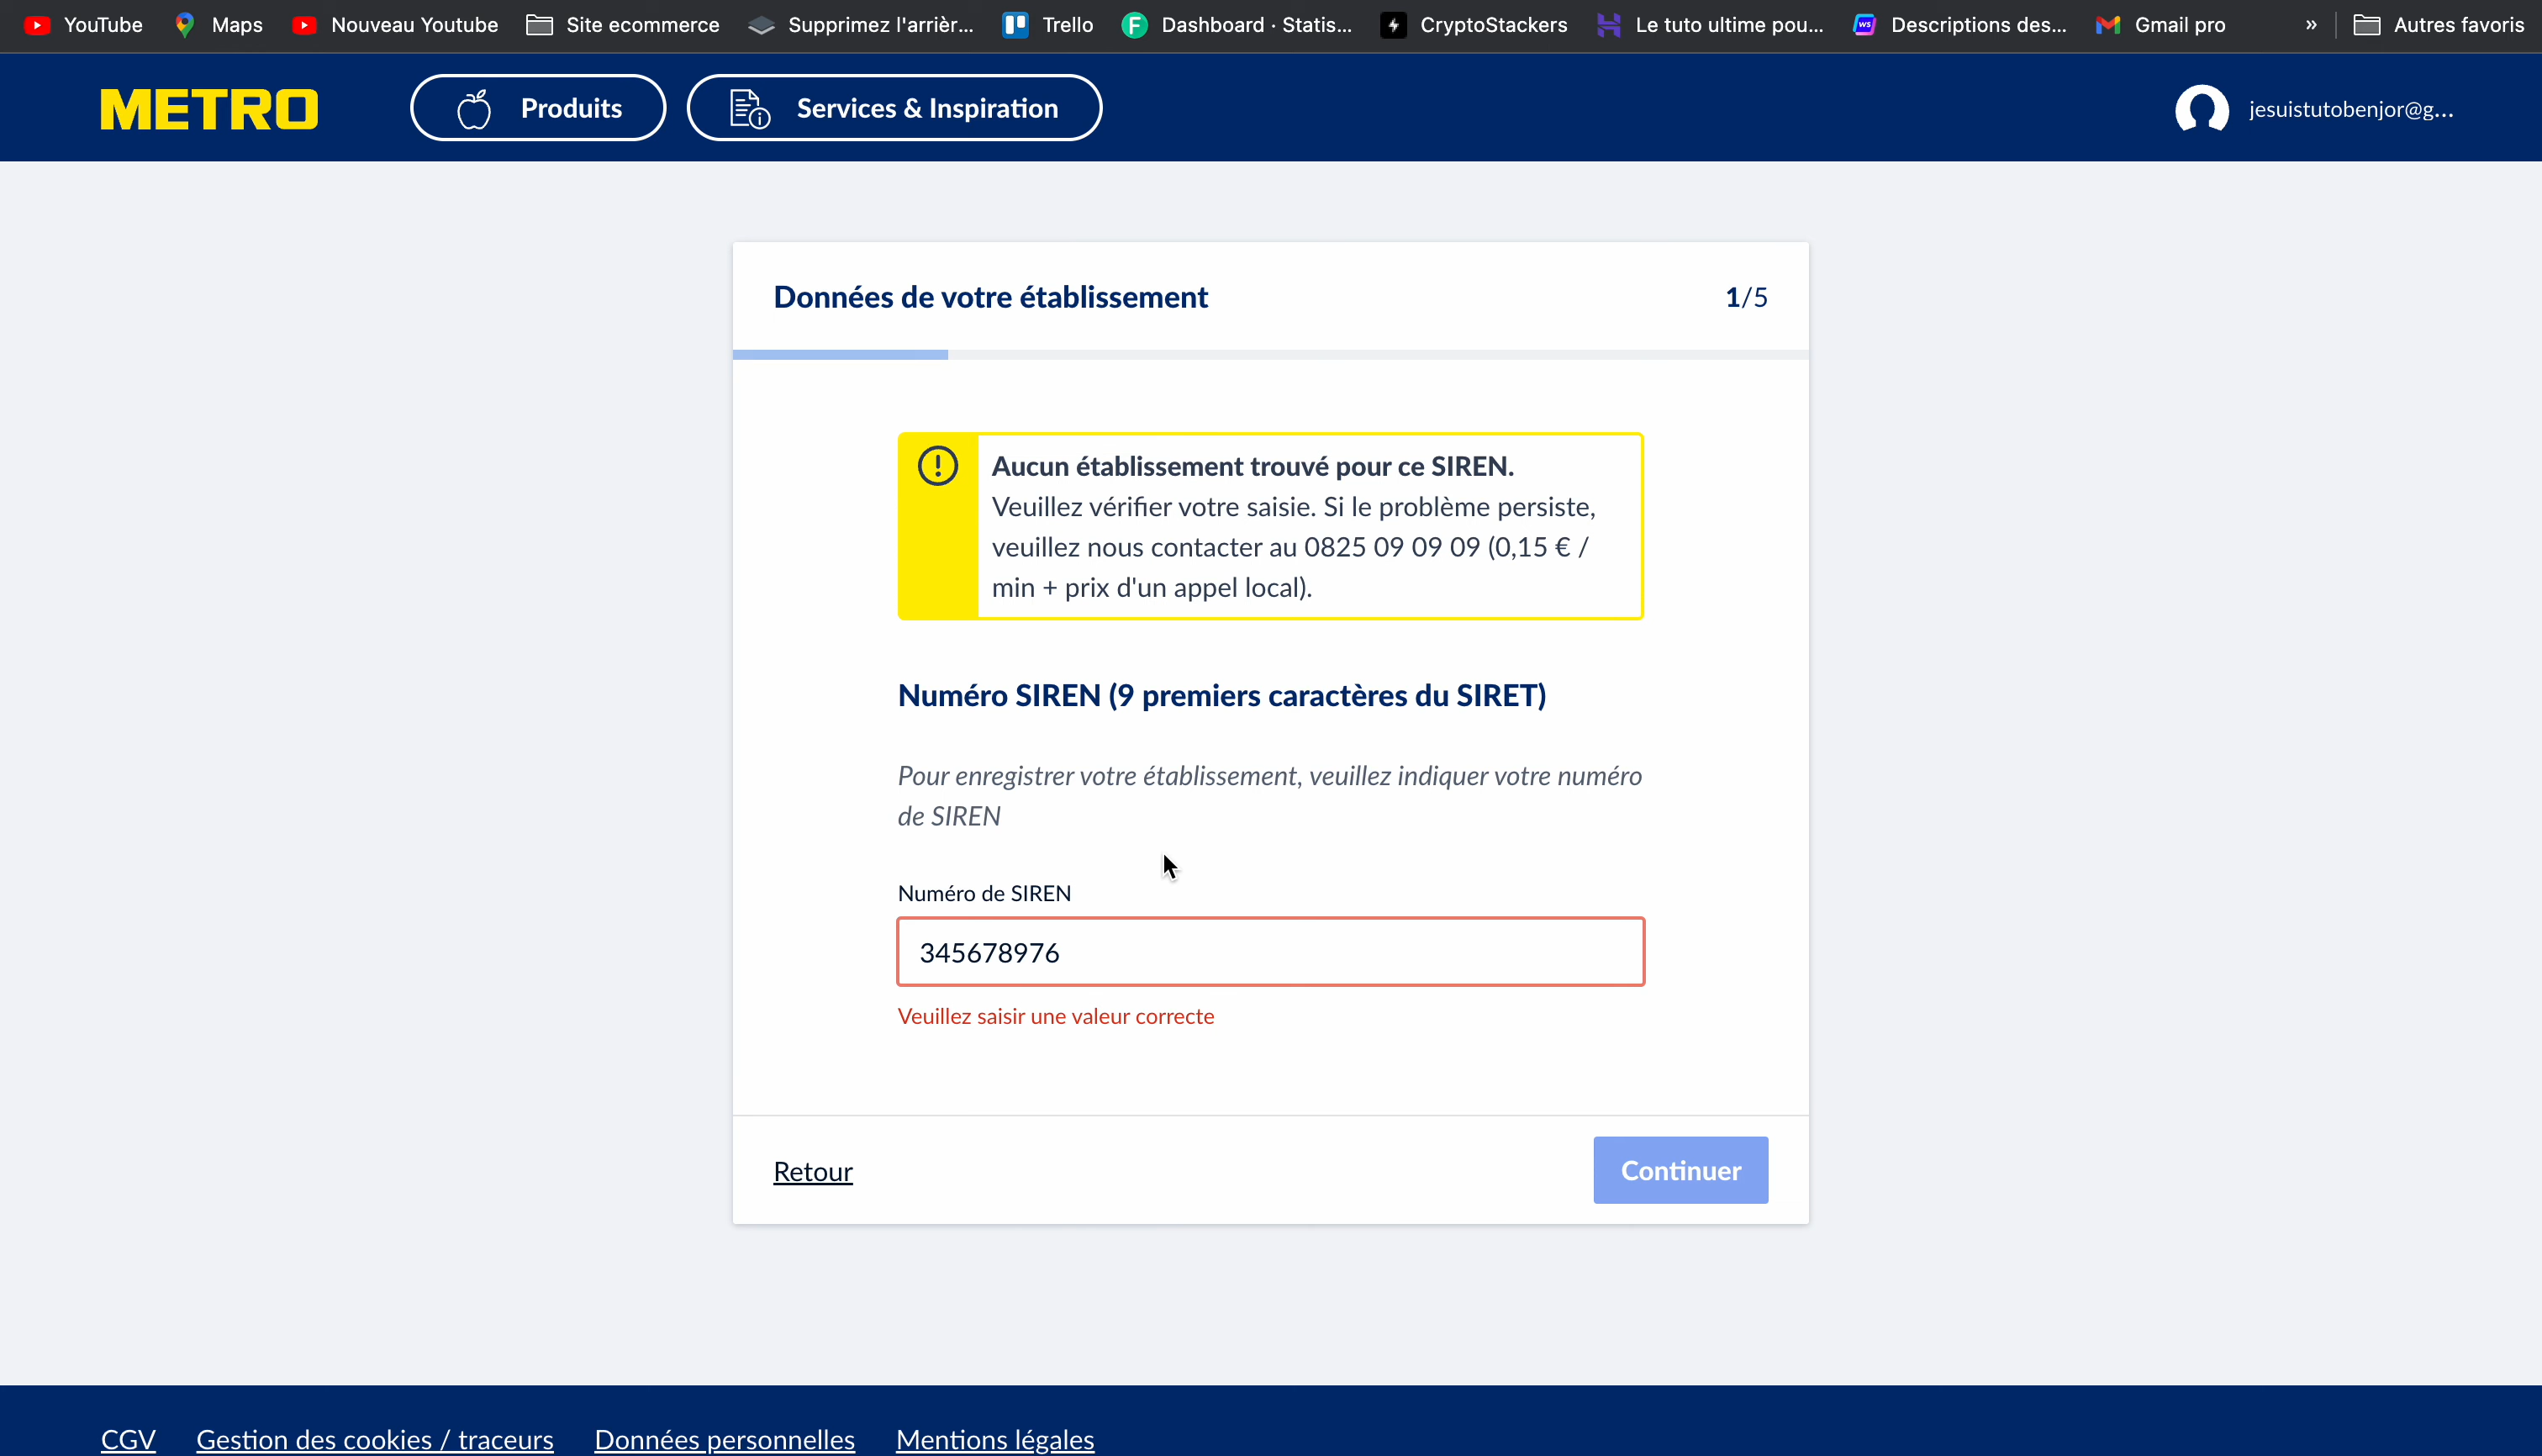 YouTube Maps Nouveau Youtube Site ecommerce Supprimez l'arrièr... Trello Dashboard · Statis... CryptoStackers Le tuto ultime pou... Descriptions des... Gmail pro » Autres favoris
METRO Produits Services & Inspiration jesuistutobenjor@g...
Données de votre établissement 1/5
Aucun établissement trouvé pour ce SIREN.
Veuillez vérifier votre saisie. Si le problème persiste,
veuillez nous contacter au 0825 09 09 09 (0,15 € /
min + prix d'un appel local).
Numéro SIREN (9 premiers caractères du SIRET)
Pour enregistrer votre établissement, veuillez indiquer votre numéro
de SIREN
Numéro de SIREN
345678976
Veuillez saisir une valeur correcte
Retour Continuer
CGV Gestion des cookies / traceurs Données personnelles Mentions légales